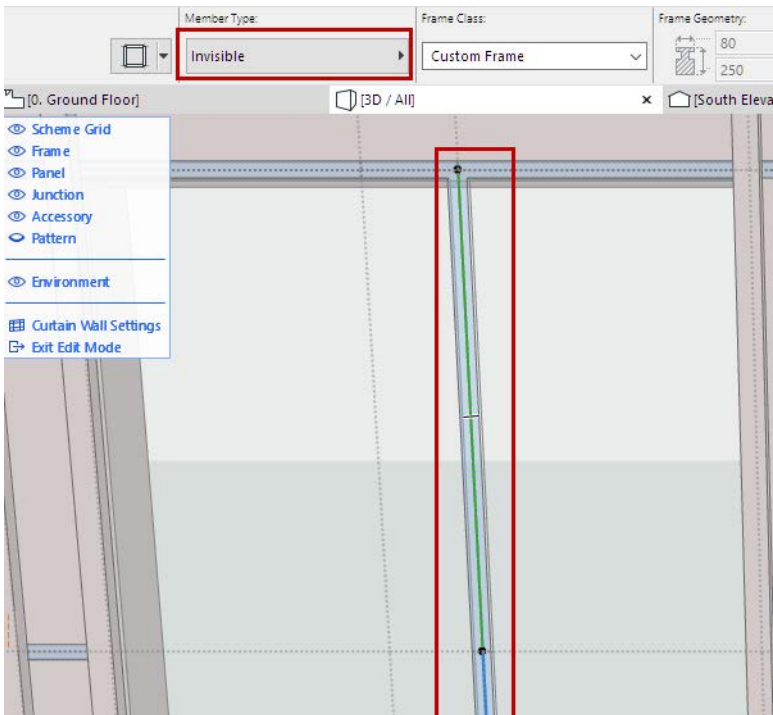 Member Type:
Frame Class:
Frame Geometry:
Invisible
Custom Frame
80
250
[0. Ground Floor]
[3D / All]
[South Eleva
Scheme Grid
Frame
Panel
Junction
Accessory
Pattern
Environment
Curtain Wall Settings
Exit Edit Mode